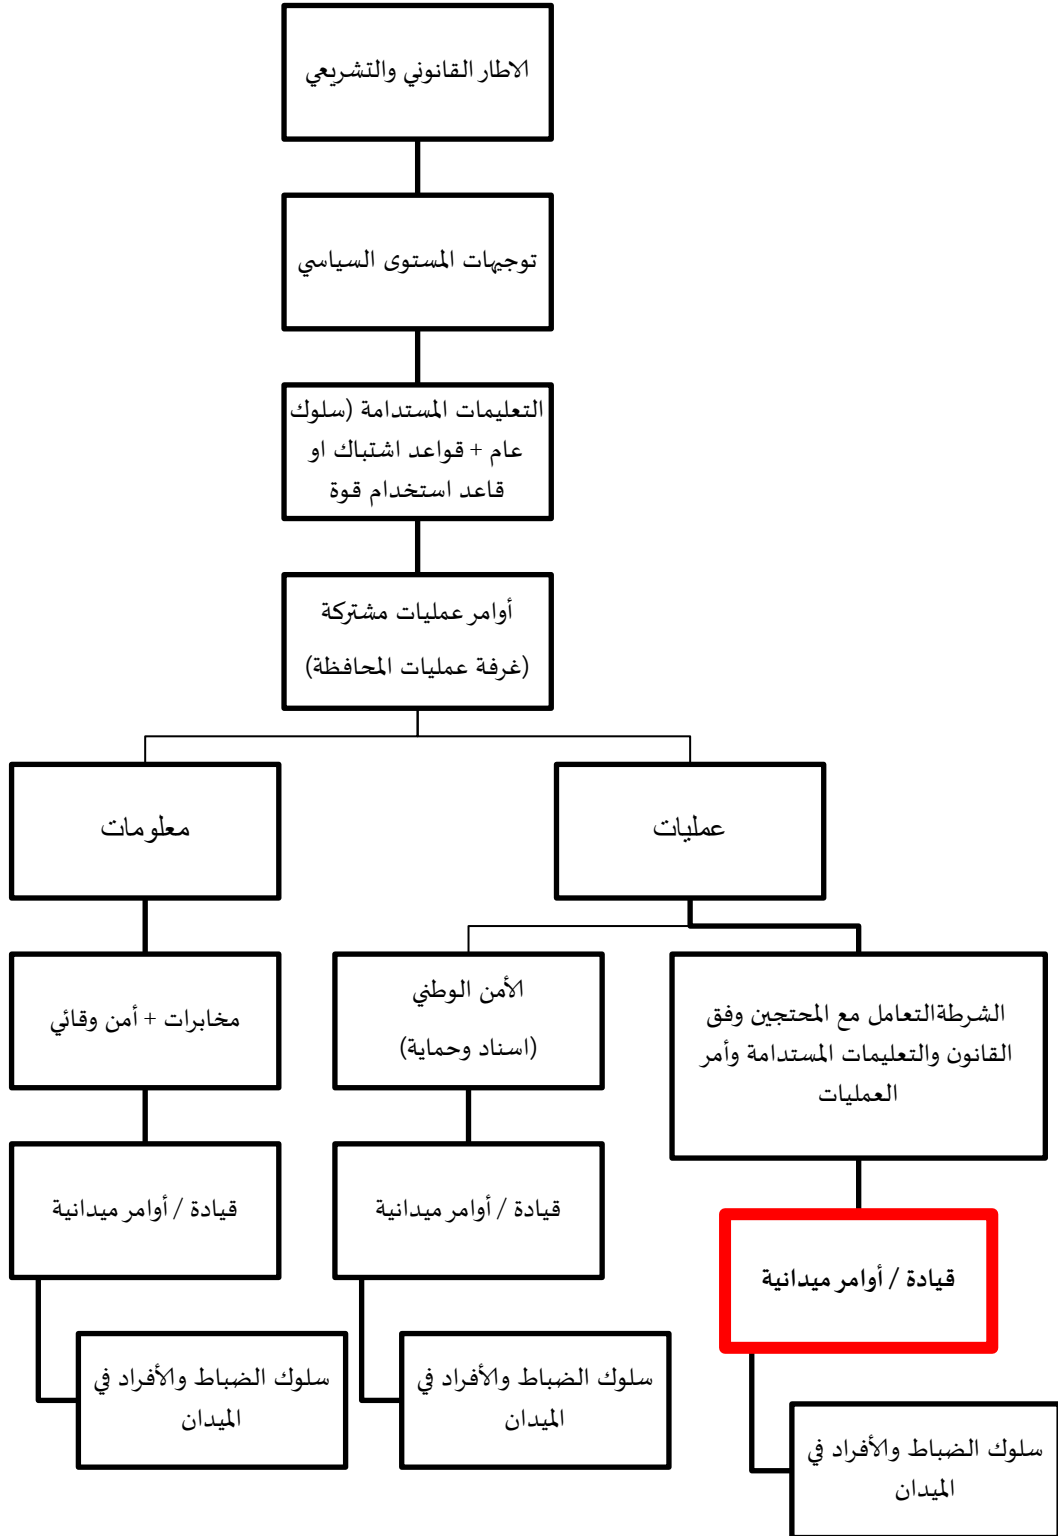 الاطار القانوني والتشريعي
توجيهات المستوى السياسي
التعليمات المستدامة (سلوك
عام + قواعد اشتباك او
قاعد استخدام قوة
أوامر عمليات مشتركة
(غرفة عمليات المحافظة)
عمليات
معلومات
الشرطةالتعامل مع المحتجين وفق
القانون والتعليمات المستدامة وأمر
العمليات
الأمن الوطني
(اسناد وحماية)
مخابرات + أمن وقائي
قيادة / أوامر ميدانية
قيادة / أوامر ميدانية
قيادة / أوامر ميدانية
سلوك الضباط والأفراد في
الميدان
سلوك الضباط والأفراد في
الميدان
سلوك الضباط والأفراد في
الميدان